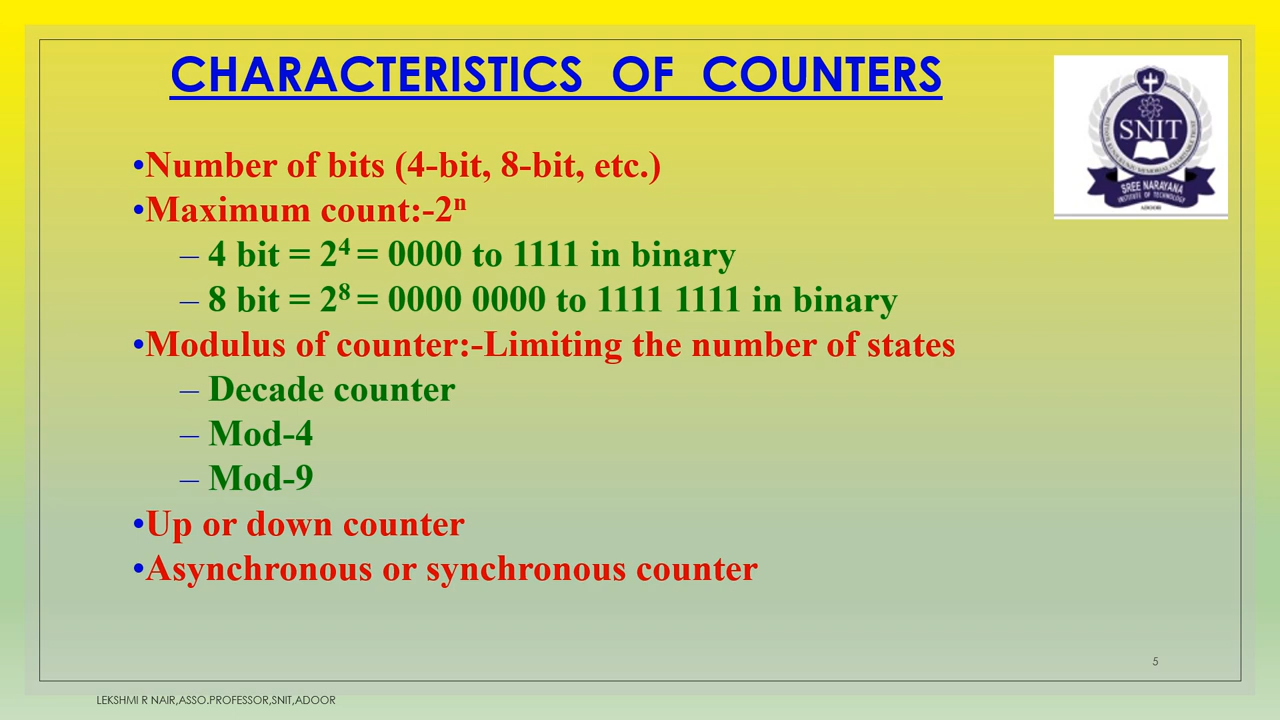 CHARACTERISTICS OF COUNTERS
•Number of bits (4-bit, 8-bit, etc.)
•Maximum count:-2ⁿ
– 4 bit = 2⁴ = 0000 to 1111 in binary
– 8 bit = 2⁸ = 0000 0000 to 1111 1111 in binary
•Modulus of counter:-Limiting the number of states
– Decade counter
– Mod-4
– Mod-9
•Up or down counter
•Asynchronous or synchronous counter
SNIT
SREE NARAYANA
INSTITUTE OF TECHNOLOGY
ADOOR
5
LEKSHMI R NAIR,ASSO.PROFESSOR,SNIT,ADOOR